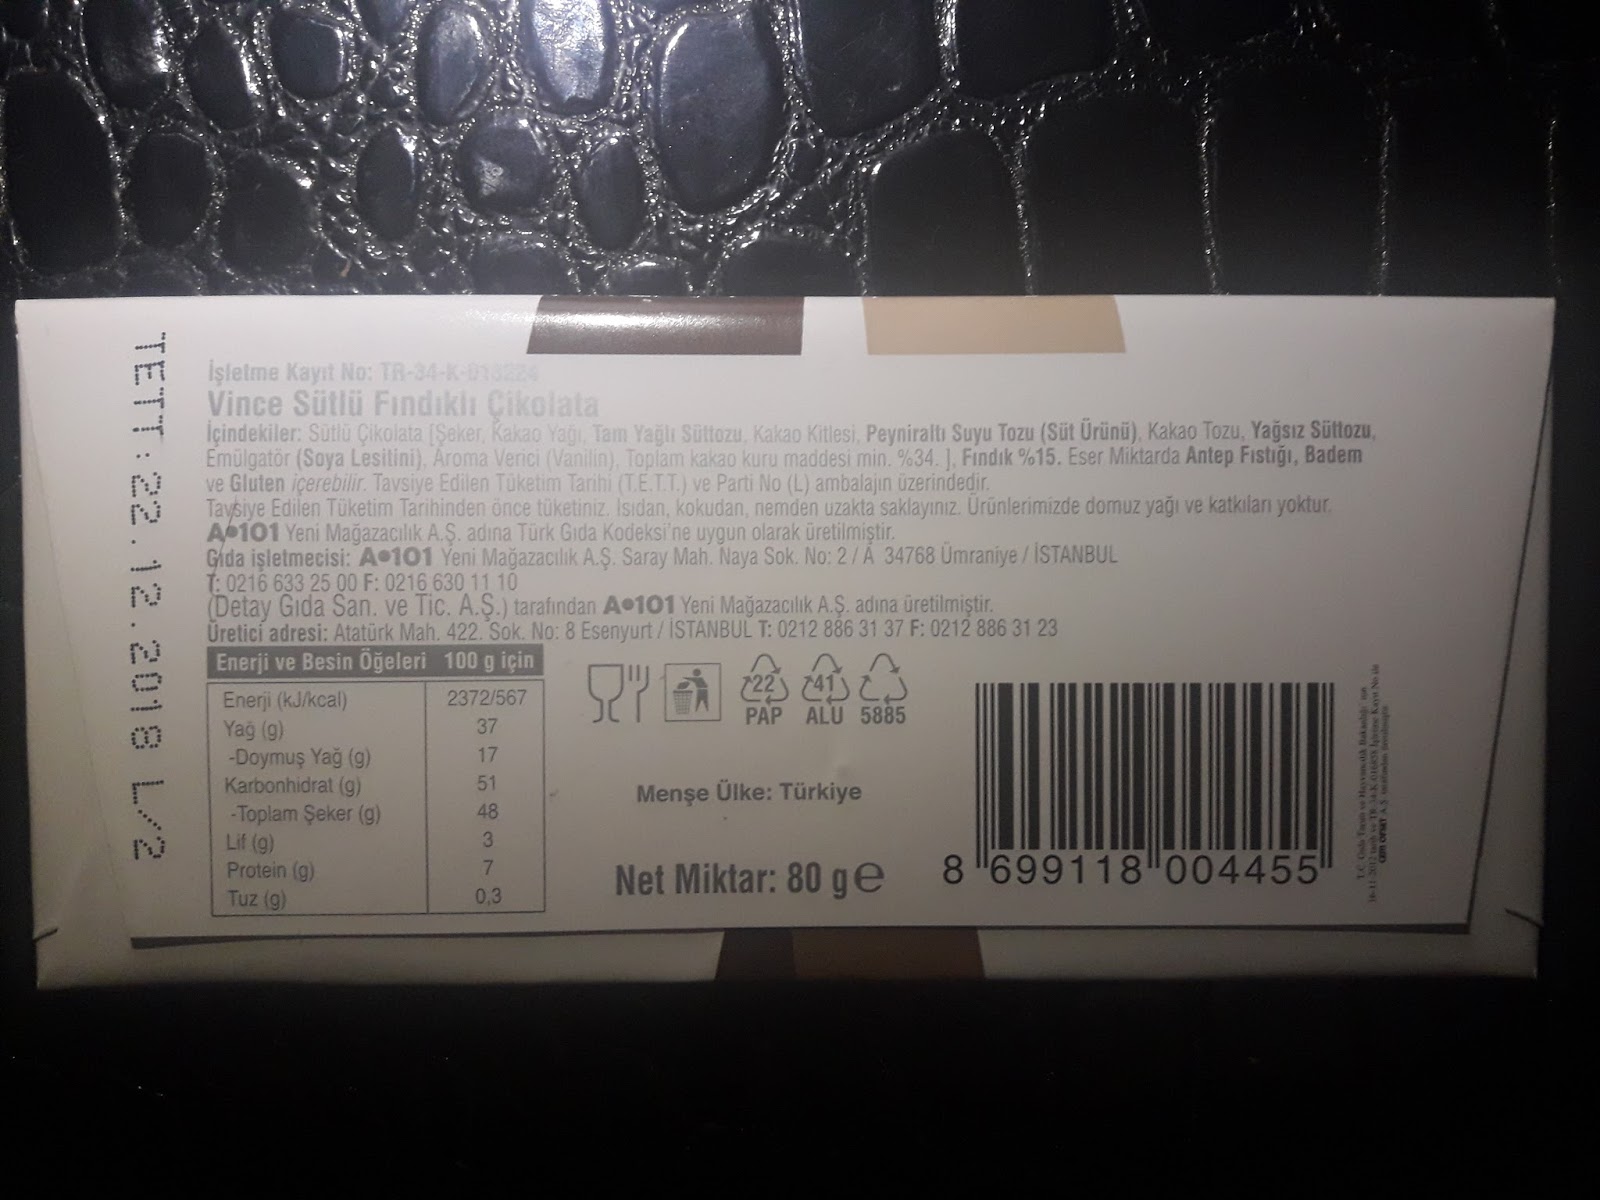 TETT:22.12.2018 L/2
İşletme Kayıt No: TR-34-K-013224
Vince Sütlü Fındıklı Çikolata
İçindekiler: Sütlü Çikolata [Şeker, Kakao Yağı, Tam Yağlı Süttozu, Kakao Kitlesi, Peyniraltı Suyu Tozu (Süt Ürünü), Kakao Tozu, Yağsız Süttozu,
Emülgatör (Soya Lesitini), Aroma Verici (Vanilin), Toplam kakao kuru maddesi min. %34. ], Fındık %15. Eser Miktarda Antep Fıstığı, Badem
ve Gluten içerebilir. Tavsiye Edilen Tüketim Tarihi (T.E.T.T.) ve Parti No (L) ambalajın üzerindedir.
Tavsiye Edilen Tüketim Tarihinden önce tüketiniz. Isıdan, kokudan, nemden uzakta saklayınız. Ürünlerimizde domuz yağı ve katkıları yoktur.
A101 Yeni Mağazacılık A.Ş. adına Türk Gıda Kodeksi'ne uygun olarak üretilmiştir.
Gıda işletmecisi: A101 Yeni Mağazacılık A.Ş. Saray Mah. Naya Sok. No: 2 / A 34768 Ümraniye / İSTANBUL
T: 0216 633 25 00 F: 0216 630 11 10
(Detay Gıda San. ve Tic. A.Ş.) tarafından A101 Yeni Mağazacılık A.Ş. adına üretilmiştir.
Üretici adresi: Atatürk Mah. 422. Sok. No: 8 Esenyurt / İSTANBUL T: 0212 886 31 37 F: 0212 886 31 23
Enerji ve Besin Öğeleri 100 g için
Enerji (kJ/kcal) 2372/567
Yağ (g) 37
-Doymuş Yağ (g) 17
Karbonhidrat (g) 51
-Toplam Şeker (g) 48
Lif (g) 3
Protein (g) 7
Tuz (g) 0,3
22 41
PAP ALU 5885
Menşe Ülke: Türkiye
Net Miktar: 80 g e
8 699118 004455
T.C. Gıda Tarım ve Hayvancılık Bakanlığı'nın